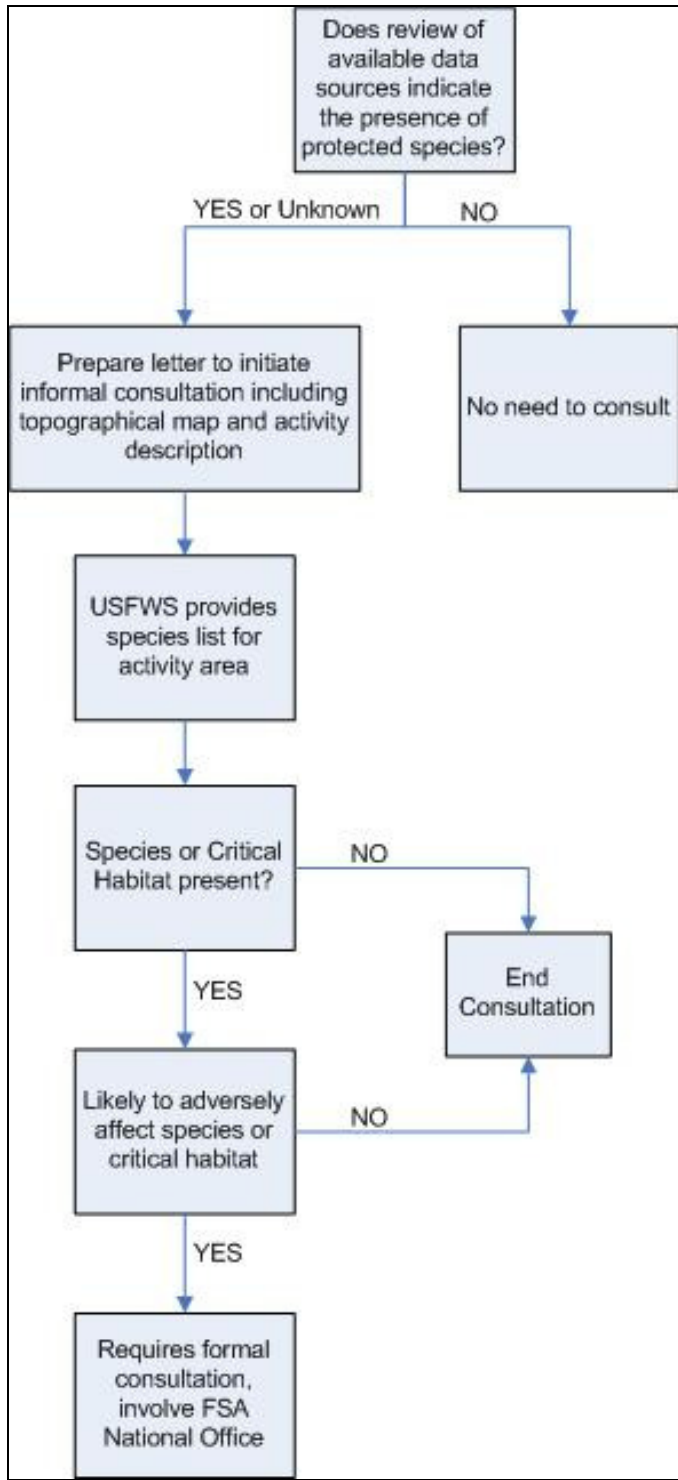 Does review of
available data
sources indicate
the presence of
protected species?
YES or Unknown
NO
Prepare letter to initiate
informal consultation including
topographical map and activity
description
No need to consult
USFWS provides
species list for
activity area
Species or Critical
Habitat present?
NO
YES
End
Consultation
Likely to adversely
affect species or
critical habitat
NO
YES
Requires formal
consultation,
involve FSA
National Office